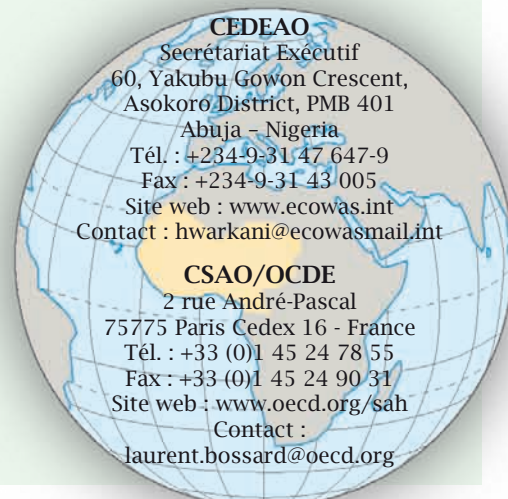 CEDEAO
Secrétariat Exécutif
60, Yakubu Gowon Crescent,
Asokoro District, PMB 401
Abuja – Nigeria
Tél. : +234-9-31 47 647-9
Fax : +234-9-31 43 005
Site web : www.ecowas.int
Contact : hwarkani@ecowasmail.int
CSAO/OCDE
2 rue André-Pascal
75775 Paris Cedex 16 - France
Tél. : +33 (0)1 45 24 78 55
Fax : +33 (0)1 45 24 90 31
Site web : www.oecd.org/sah
Contact :
laurent.bossard@oecd.org